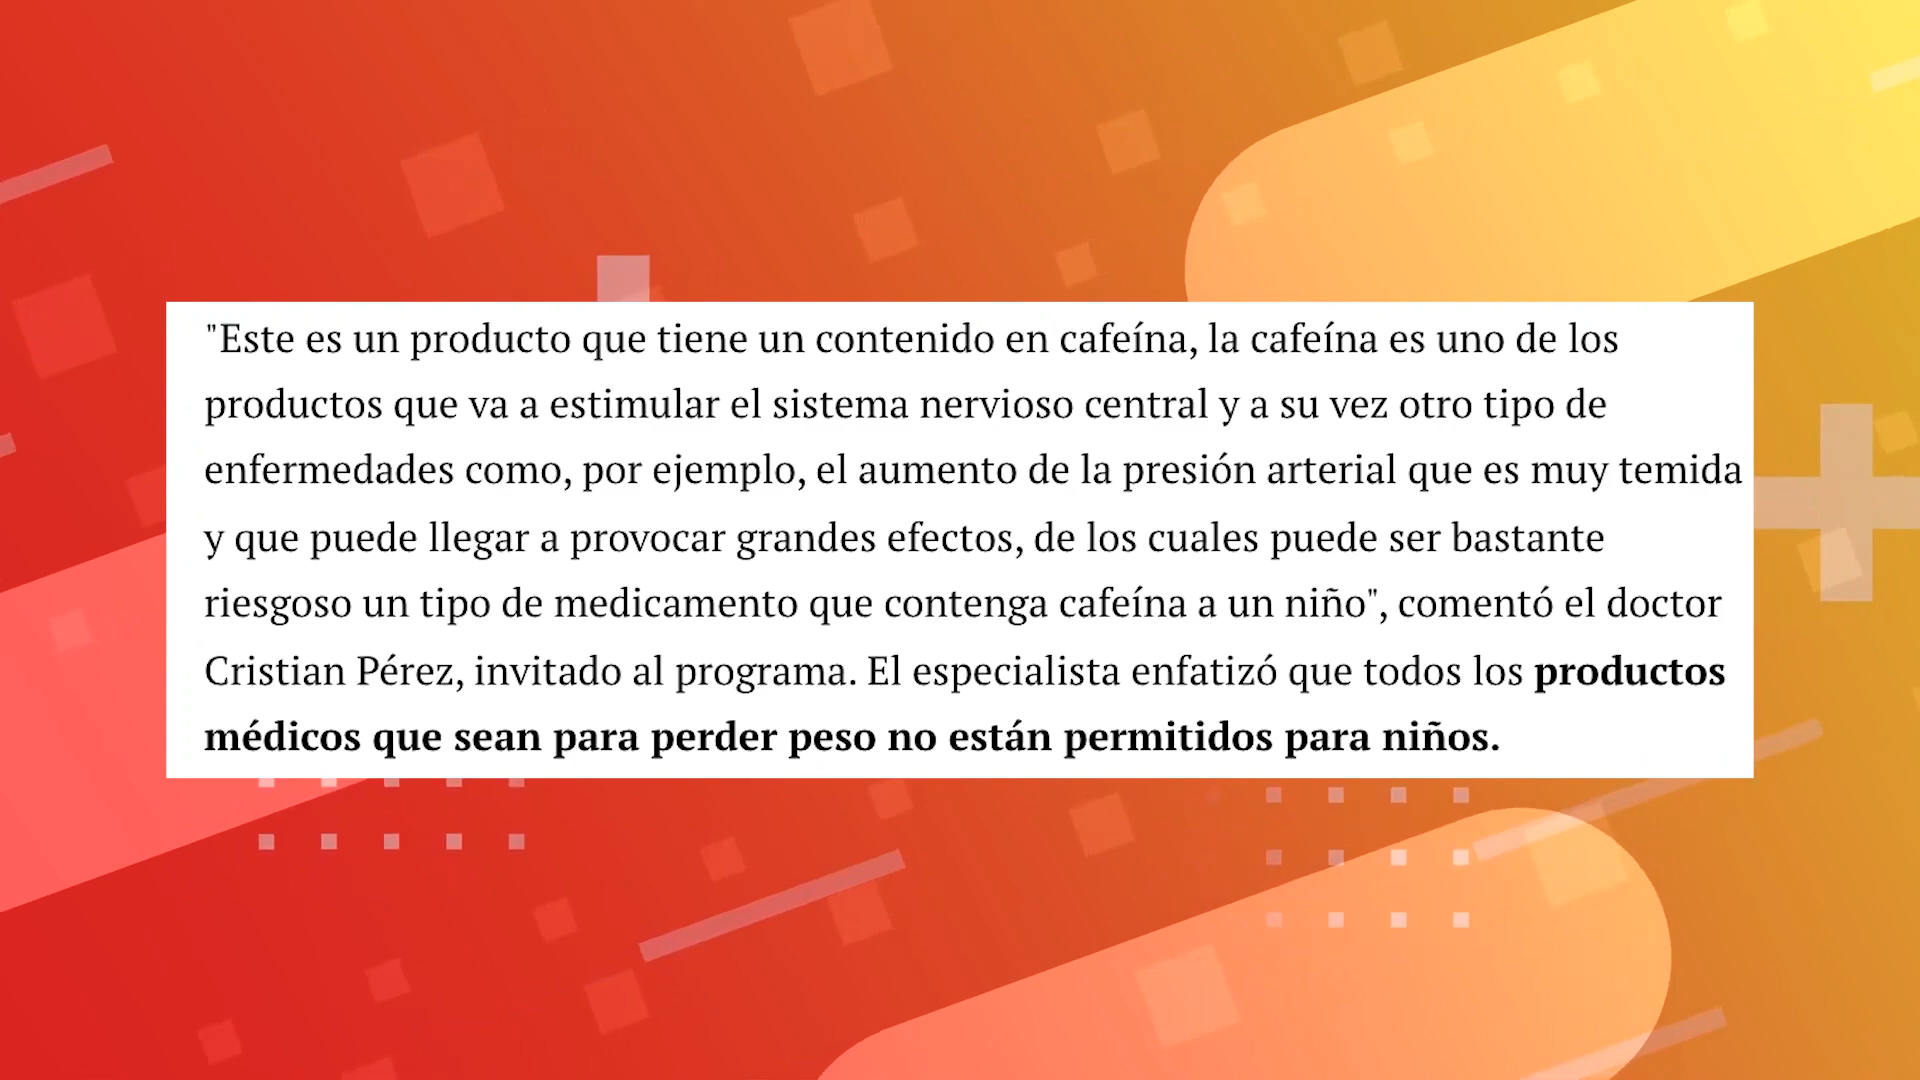 "Este es un producto que tiene un contenido en cafeína, la cafeína es uno de los
productos que va a estimular el sistema nervioso central y a su vez otro tipo de
enfermedades como, por ejemplo, el aumento de la presión arterial que es muy temida
y que puede llegar a provocar grandes efectos, de los cuales puede ser bastante
riesgoso un tipo de medicamento que contenga cafeína a un niño", comentó el doctor
Cristian Pérez, invitado al programa. El especialista enfatizó que todos los productos
médicos que sean para perder peso no están permitidos para niños.